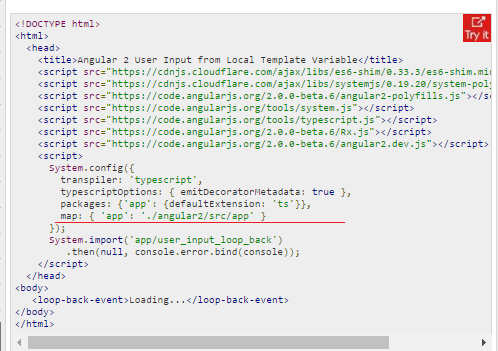 Try it
<!DOCTYPE html>
<html>
<head>
<title>Angular 2 User Input from Local Template Variable</title>
<script src="https://cdnjs.cloudflare.com/ajax/libs/es6-shim/0.33.3/es6-shim.min
<script src="https://cdnjs.cloudflare.com/ajax/libs/systemjs/0.19.20/system-poly
<script src="https://code.angularjs.org/2.0.0-beta.6/angular2-polyfills.js"></sc
<script src="https://code.angularjs.org/tools/system.js"></script>
<script src="https://code.angularjs.org/tools/typescript.js"></script>
<script src="https://code.angularjs.org/2.0.0-beta.6/Rx.js"></script>
<script src="https://code.angularjs.org/2.0.0-beta.6/angular2.dev.js"></script>
<script>
System.config({
transpiler: 'typescript',
typescriptOptions: { emitDecoratorMetadata: true },
packages: {'app': {defaultExtension: 'ts'}},
map: { 'app': './angular2/src/app' }
});
System.import('app/user_input_loop_back')
.then(null, console.error.bind(console));
</script>
</head>
<body>
<loop-back-event>Loading...</loop-back-event>
</body>
</html>